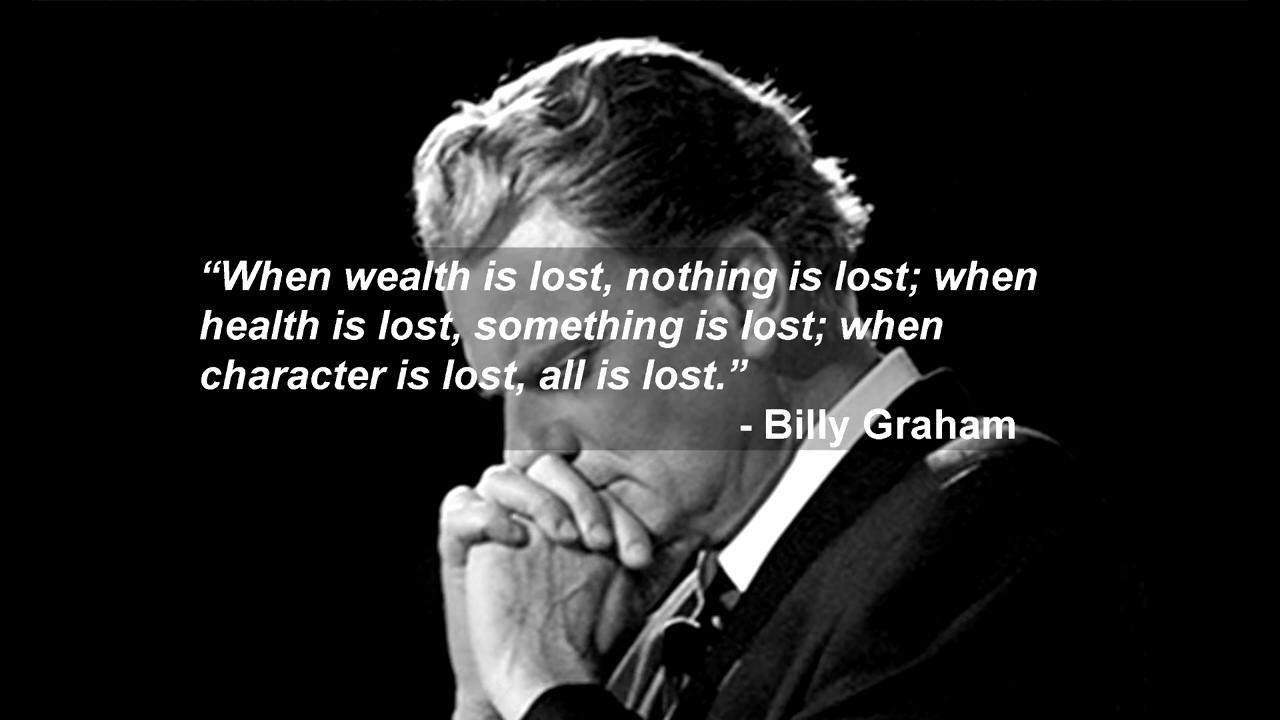 “When wealth is lost, nothing is lost; when
health is lost, something is lost; when
character is lost, all is lost.”
- Billy Graham